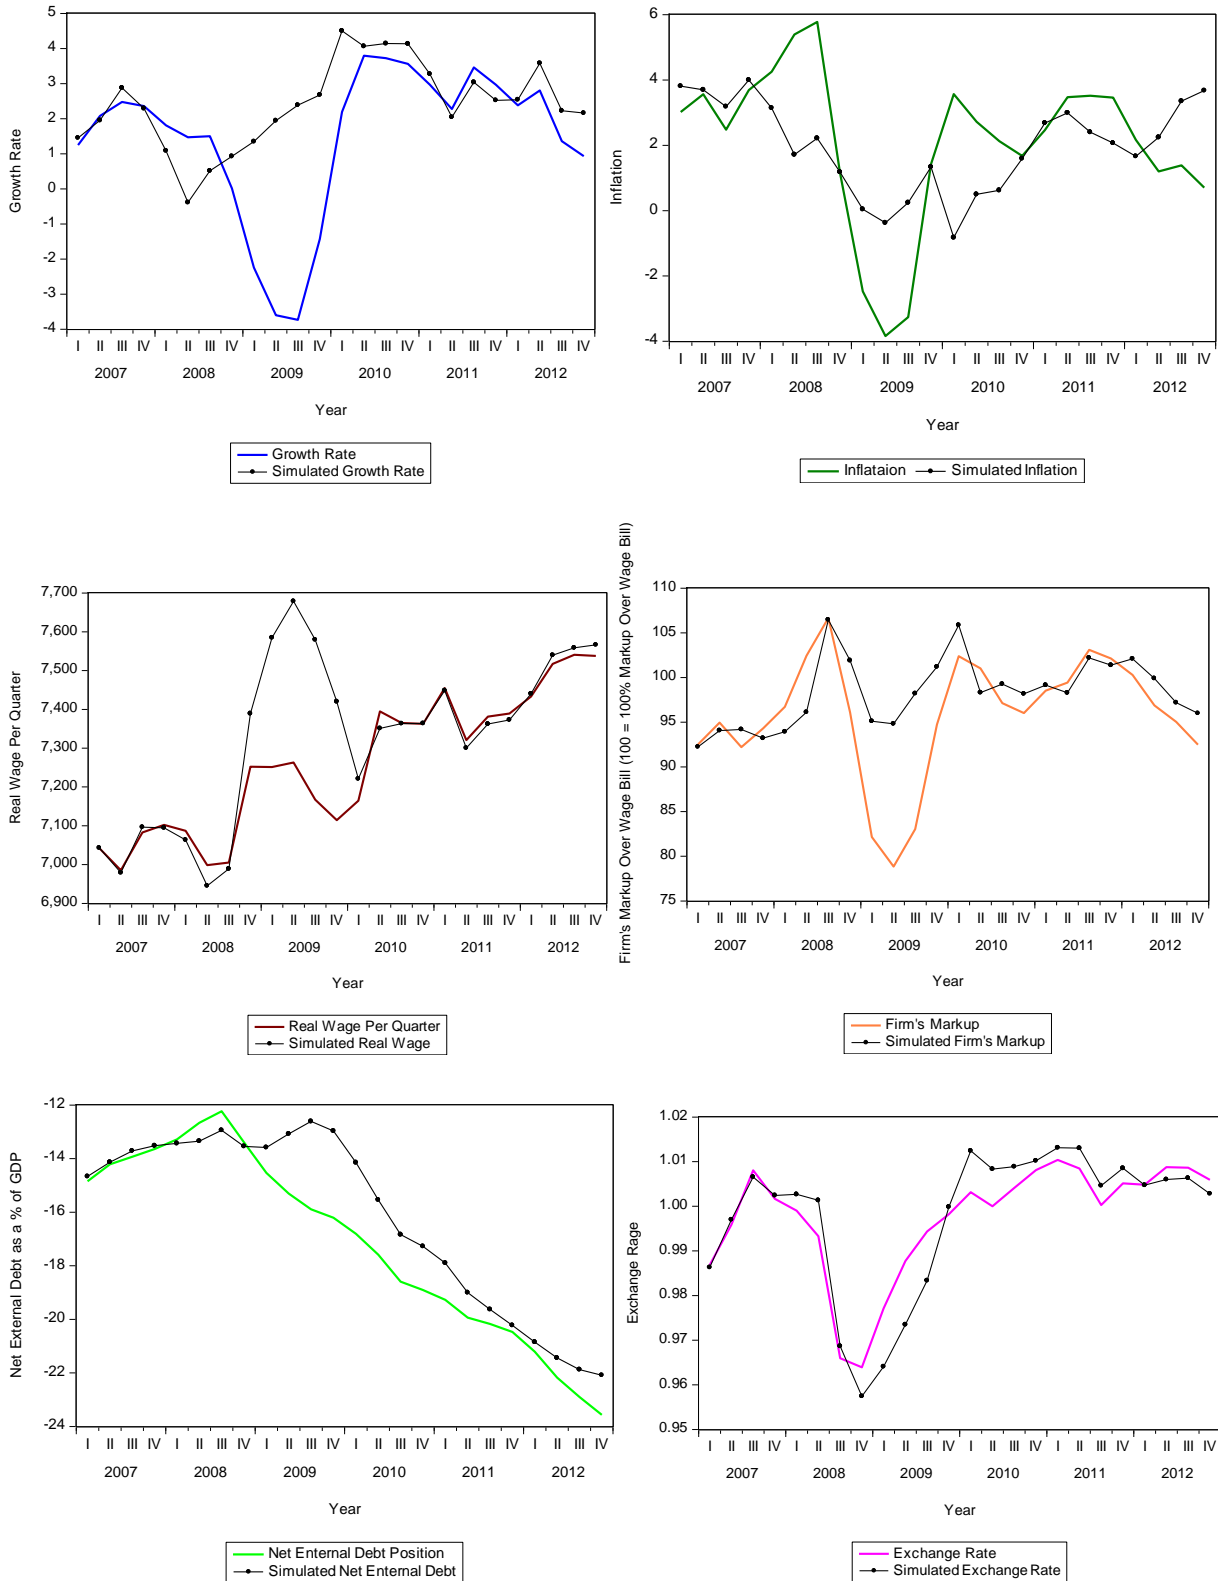 Growth Rate
5
4
3
2
1
0
-1
-2
-3
-4
I II III IV I II III IV I II III IV I II III IV I II III IV I II III IV
2007 2008 2009 2010 2011 2012
Year
Growth Rate
Simulated Growth Rate
Inflation
6
4
2
0
-2
-4
I II III IV I II III IV I II III IV I II III IV I II III IV I II III IV
2007 2008 2009 2010 2011 2012
Year
Inflataion Simulated Inflation
Real Wage Per Quarter
7,700
7,600
7,500
7,400
7,300
7,200
7,100
7,000
6,900
I II III IV I II III IV I II III IV I II III IV I II III IV I II III IV
2007 2008 2009 2010 2011 2012
Year
Real Wage Per Quarter
Simulated Real Wage
Firm's Markup Over Wage Bill (100 = 100% Markup Over Wage Bill)
110
105
100
95
90
85
80
75
I II III IV I II III IV I II III IV I II III IV I II III IV I II III IV
2007 2008 2009 2010 2011 2012
Year
Firm's Markup
Simulated Firm's Markup
Net External Debt as a % of GDP
-12
-14
-16
-18
-20
-22
-24
I II III IV I II III IV I II III IV I II III IV I II III IV I II III IV
2007 2008 2009 2010 2011 2012
Year
Net Enternal Debt Position
Simulated Net Enternal Debt
Exchange Rage
1.02
1.01
1.00
0.99
0.98
0.97
0.96
0.95
I II III IV I II III IV I II III IV I II III IV I II III IV I II III IV
2007 2008 2009 2010 2011 2012
Year
Exchange Rate
Simulated Exchange Rate